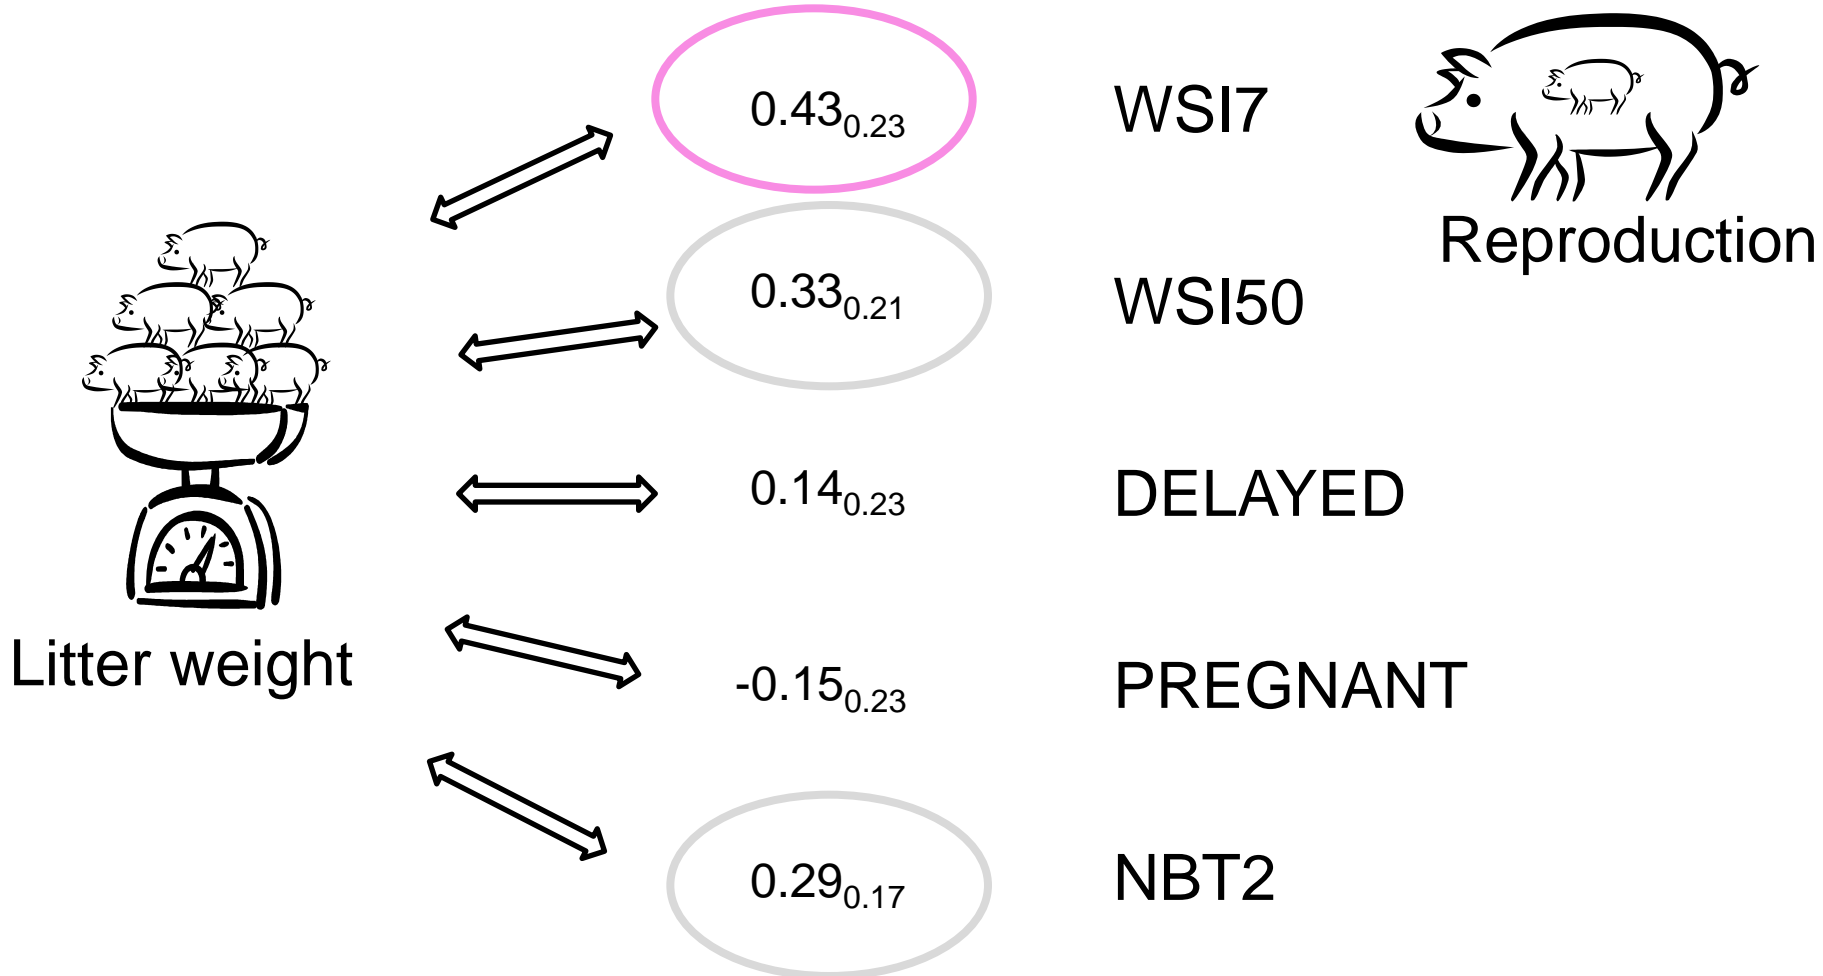 0.43 0.23 WSI7
Reproduction
0.33 0.21 WSI50
0.14 0.23 DELAYED
Litter weight
-0.15 0.23 PREGNANT
0.29 0.17 NBT2